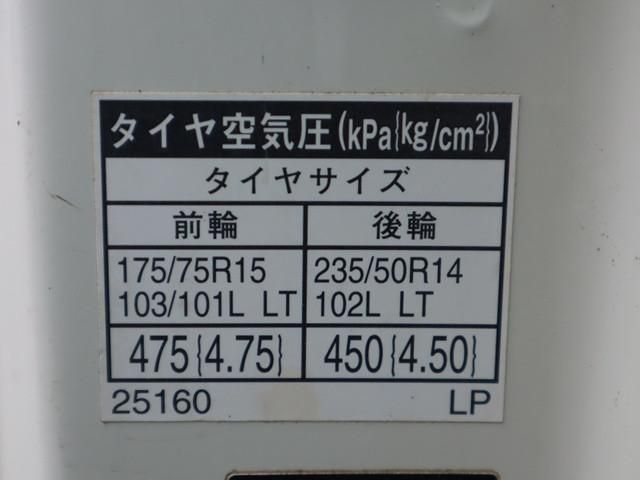 タイヤ空気圧(kPa{kg/cm²})
タイヤサイズ
前輪 後輪
175/75R15 235/50R14
103/101L LT 102L LT
475{4.75} 450{4.50}
25160 LP